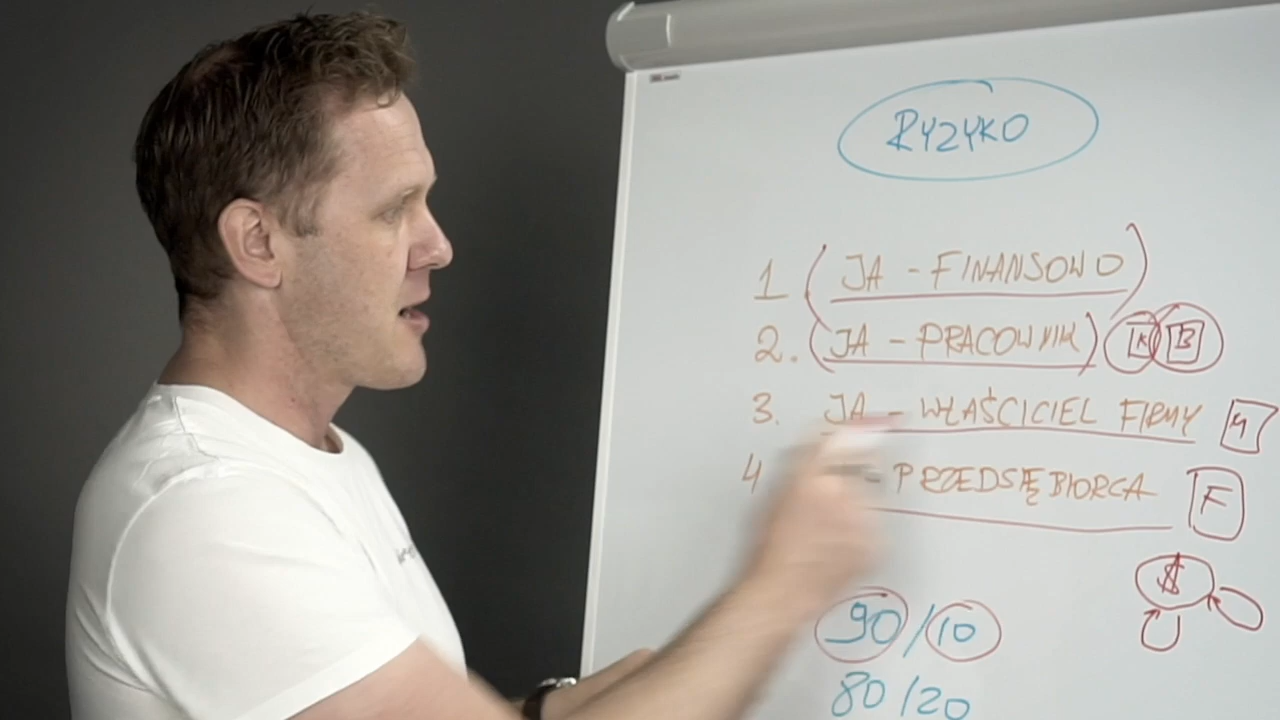 RYZYKO
1 (JA - FINANSOWO)
2. (JA - PRACOWNIK) K B
3. JA - WŁAŚCICIEL FIRMY M
4 - PRZEDSIĘBIORCA F
$
90/10
80/20